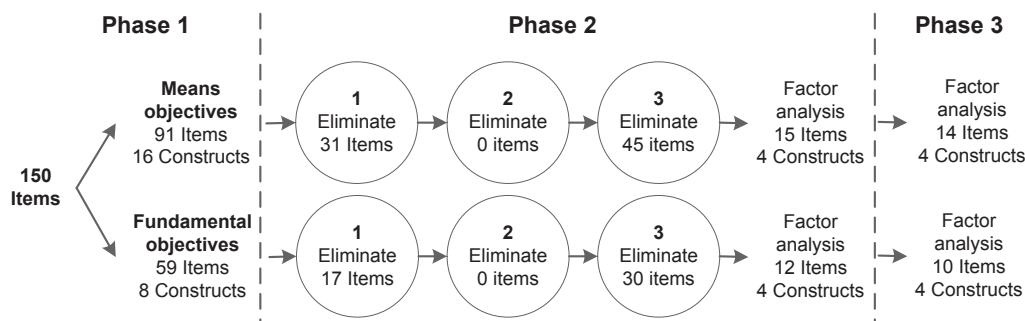 Phase 1
Phase 2
Phase 3
150
Items
Means
objectives
91 Items
16 Constructs
1
Eliminate
31 Items
2
Eliminate
0 items
3
Eliminate
45 items
Factor
analysis
15 Items
4 Constructs
Factor
analysis
14 Items
4 Constructs
Fundamental
objectives
59 Items
8 Constructs
1
Eliminate
17 Items
2
Eliminate
0 items
3
Eliminate
30 items
Factor
analysis
12 Items
4 Constructs
Factor
analysis
10 Items
4 Constructs